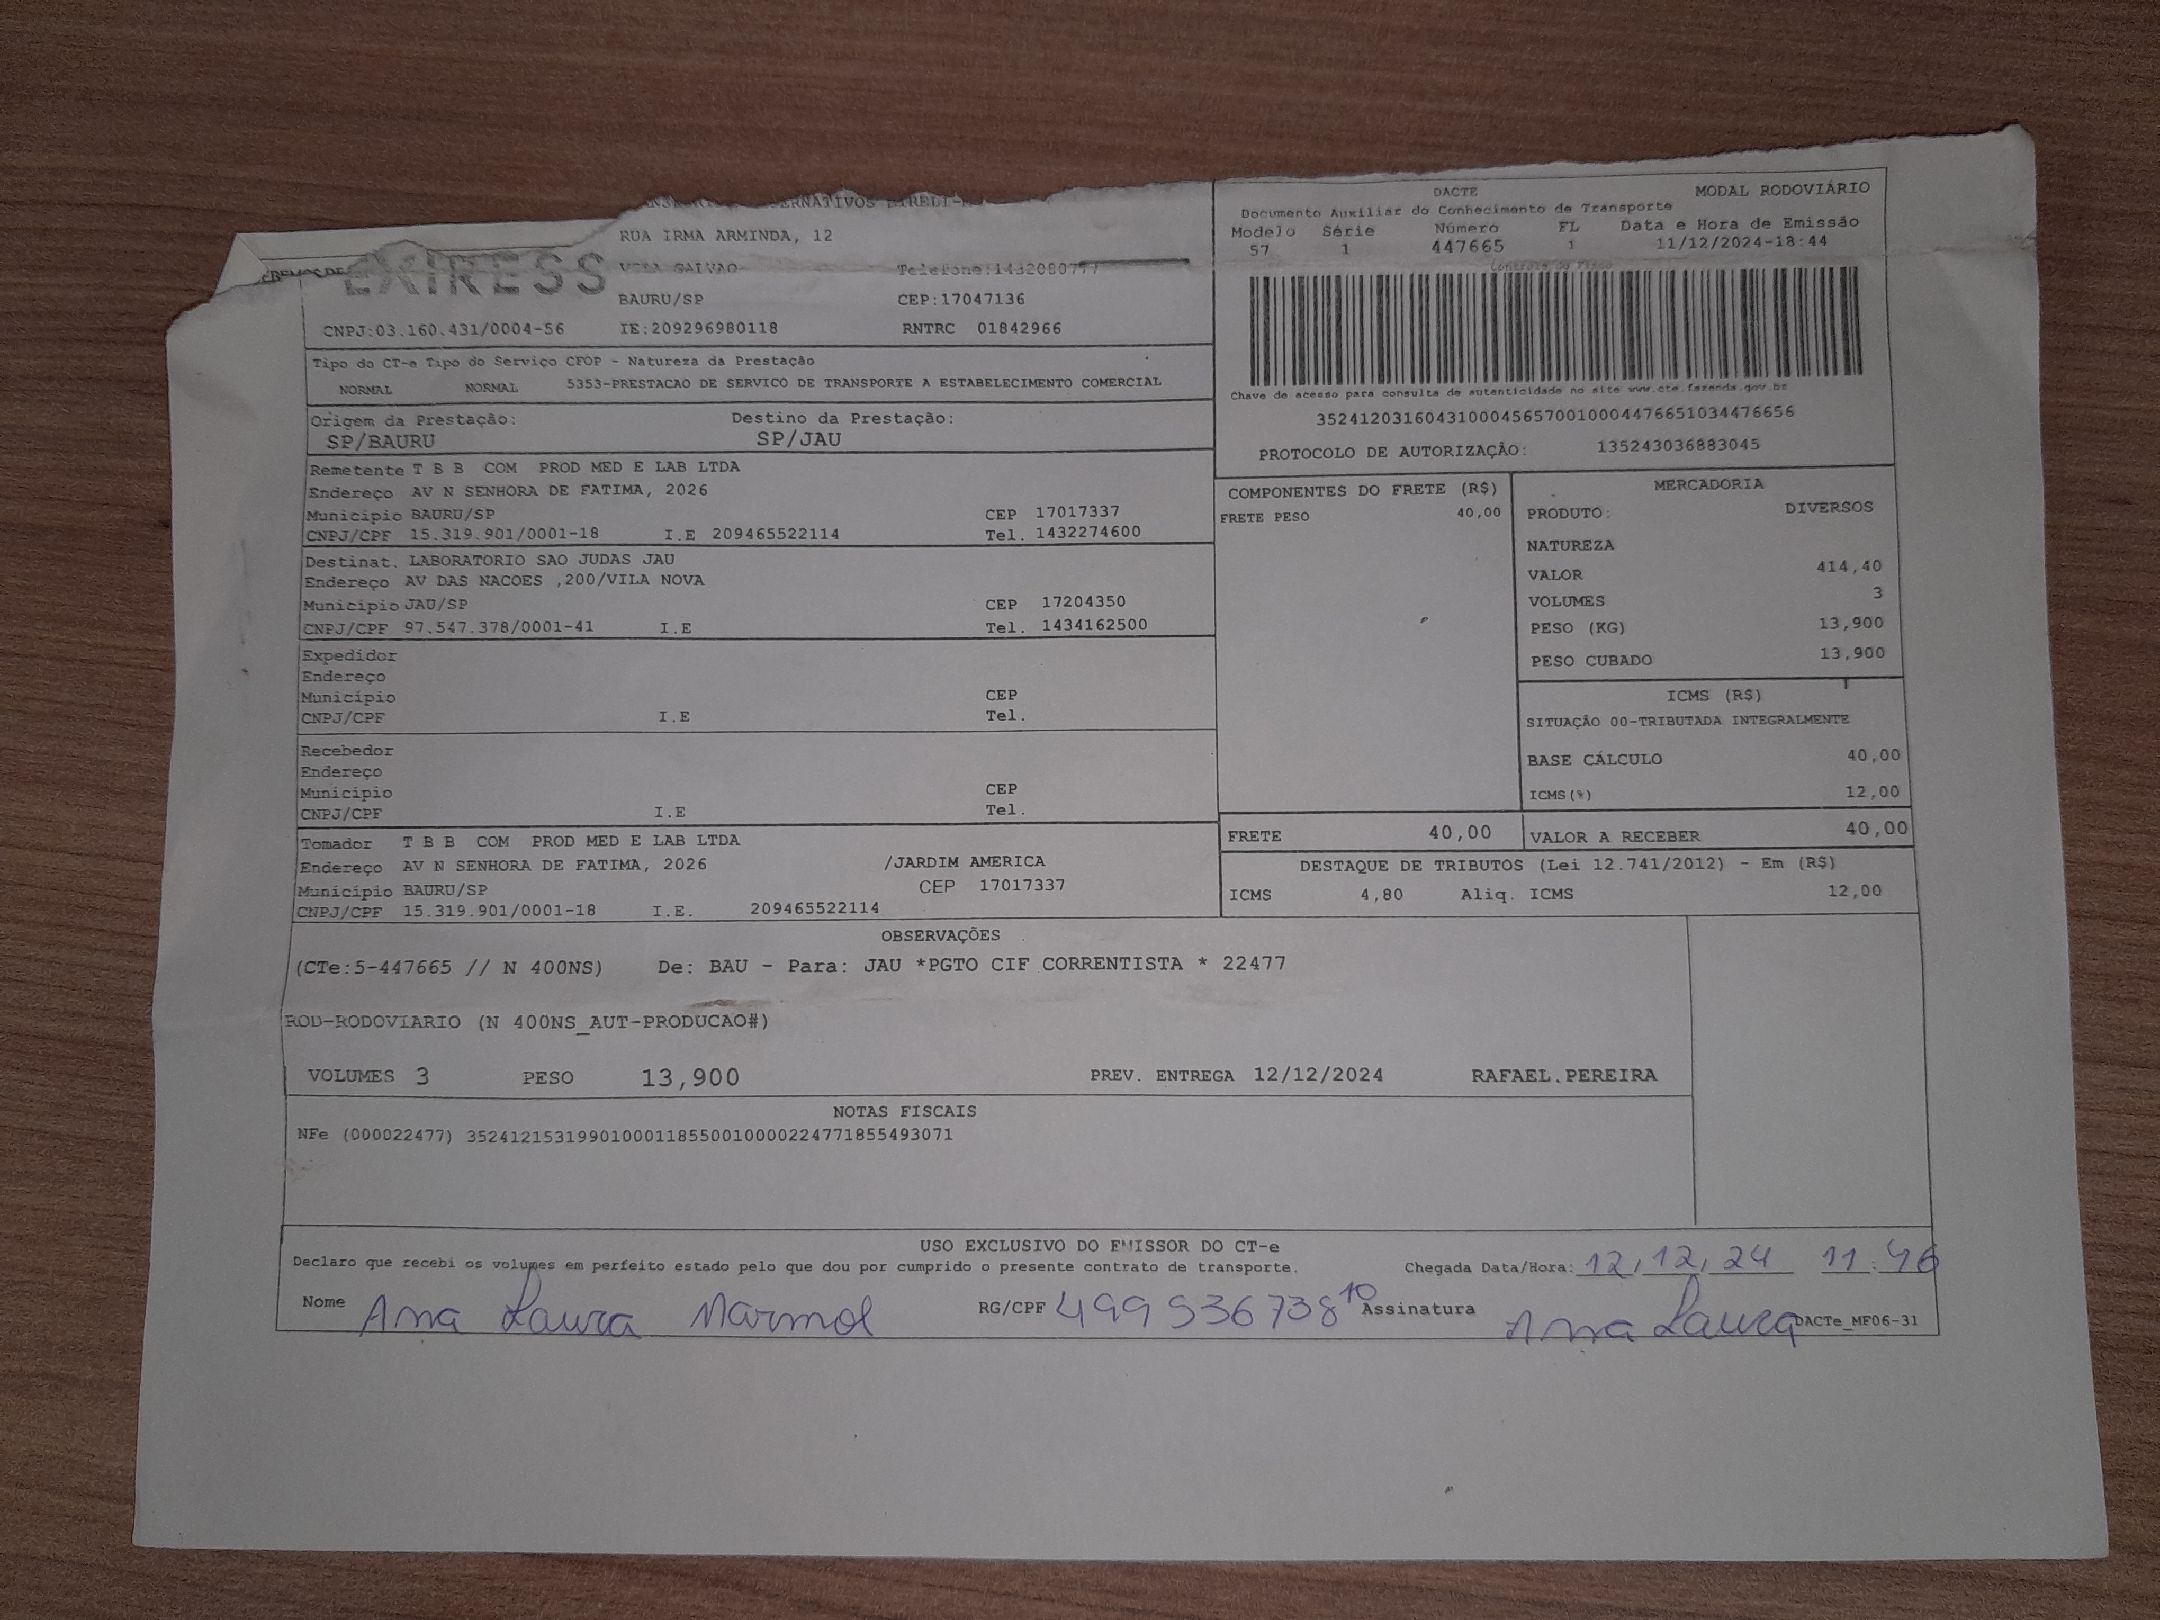 RUA IRMA ARMINDA, 12
EXPRESS
VILA GALVAO Telefone:1432080777
BAURU/SP CEP:17047136
CNPJ:03.160.431/0004-56 IE:209296980118 RNTRC 01842966
DACTE MODAL RODOVIÁRIO
Documento Auxiliar do Conhecimento de Transporte
Modelo Série Número FL Data e Hora de Emissão
57 1 447665 1 11/12/2024-18:44
Controle do Fisco
Chave de acesso para consulta de autenticidade no site www.cte.fazenda.gov.br
35241203160431000456570010004476651034476656
PROTOCOLO DE AUTORIZAÇÃO: 135243036883045
Tipo do CT-e Tipo do Serviço CFOP - Natureza da Prestação
NORMAL NORMAL 5353-PRESTACAO DE SERVICO DE TRANSPORTE A ESTABELECIMENTO COMERCIAL
Origem da Prestação: Destino da Prestação:
SP/BAURU SP/JAU
Remetente T B B COM PROD MED E LAB LTDA
Endereço AV N SENHORA DE FATIMA, 2026
Município BAURU/SP CEP 17017337
CNPJ/CPF 15.319.901/0001-18 I.E 209465522114 Tel. 1432274600
Destinat. LABORATORIO SAO JUDAS JAU
Endereço AV DAS NACOES ,200/VILA NOVA
Município JAU/SP CEP 17204350
CNPJ/CPF 97.547.378/0001-41 I.E Tel. 1434162500
Expedidor
Endereço
Município CEP
CNPJ/CPF I.E Tel.
Recebedor
Endereço
Município CEP
CNPJ/CPF I.E Tel.
Tomador T B B COM PROD MED E LAB LTDA
Endereço AV N SENHORA DE FATIMA, 2026 /JARDIM AMERICA
Município BAURU/SP CEP 17017337
CNPJ/CPF 15.319.901/0001-18 I.E. 209465522114
COMPONENTES DO FRETE (R$)
FRETE PESO 40,00
MERCADORIA
PRODUTO: DIVERSOS
NATUREZA
VALOR 414,40
VOLUMES 3
PESO (KG) 13,900
PESO CUBADO 13,900
ICMS (R$)
SITUAÇÃO 00-TRIBUTADA INTEGRALMENTE
BASE CÁLCULO 40,00
ICMS(%) 12,00
FRETE 40,00 VALOR A RECEBER 40,00
DESTAQUE DE TRIBUTOS (Lei 12.741/2012) - Em (R$)
ICMS 4,80 Aliq. ICMS 12,00
OBSERVAÇÕES
(CTe:5-447665 // N 400NS) De: BAU - Para: JAU *PGTO CIF CORRENTISTA * 22477
ROD-RODOVIARIO (N 400NS_AUT-PRODUCAO#)
VOLUMES 3 PESO 13,900 PREV. ENTREGA 12/12/2024 RAFAEL.PEREIRA
NOTAS FISCAIS
NFe (000022477) 35241215319901000118550010000224771855493071
USO EXCLUSIVO DO EMISSOR DO CT-e
Declaro que recebi os volumes em perfeito estado pelo que dou por cumprido o presente contrato de transporte. Chegada Data/Hora: 12,12,24 11:46
Nome Ana Laura Marmol RG/CPF 49953673810 Assinatura Ana Laura DACTe_MF06-31